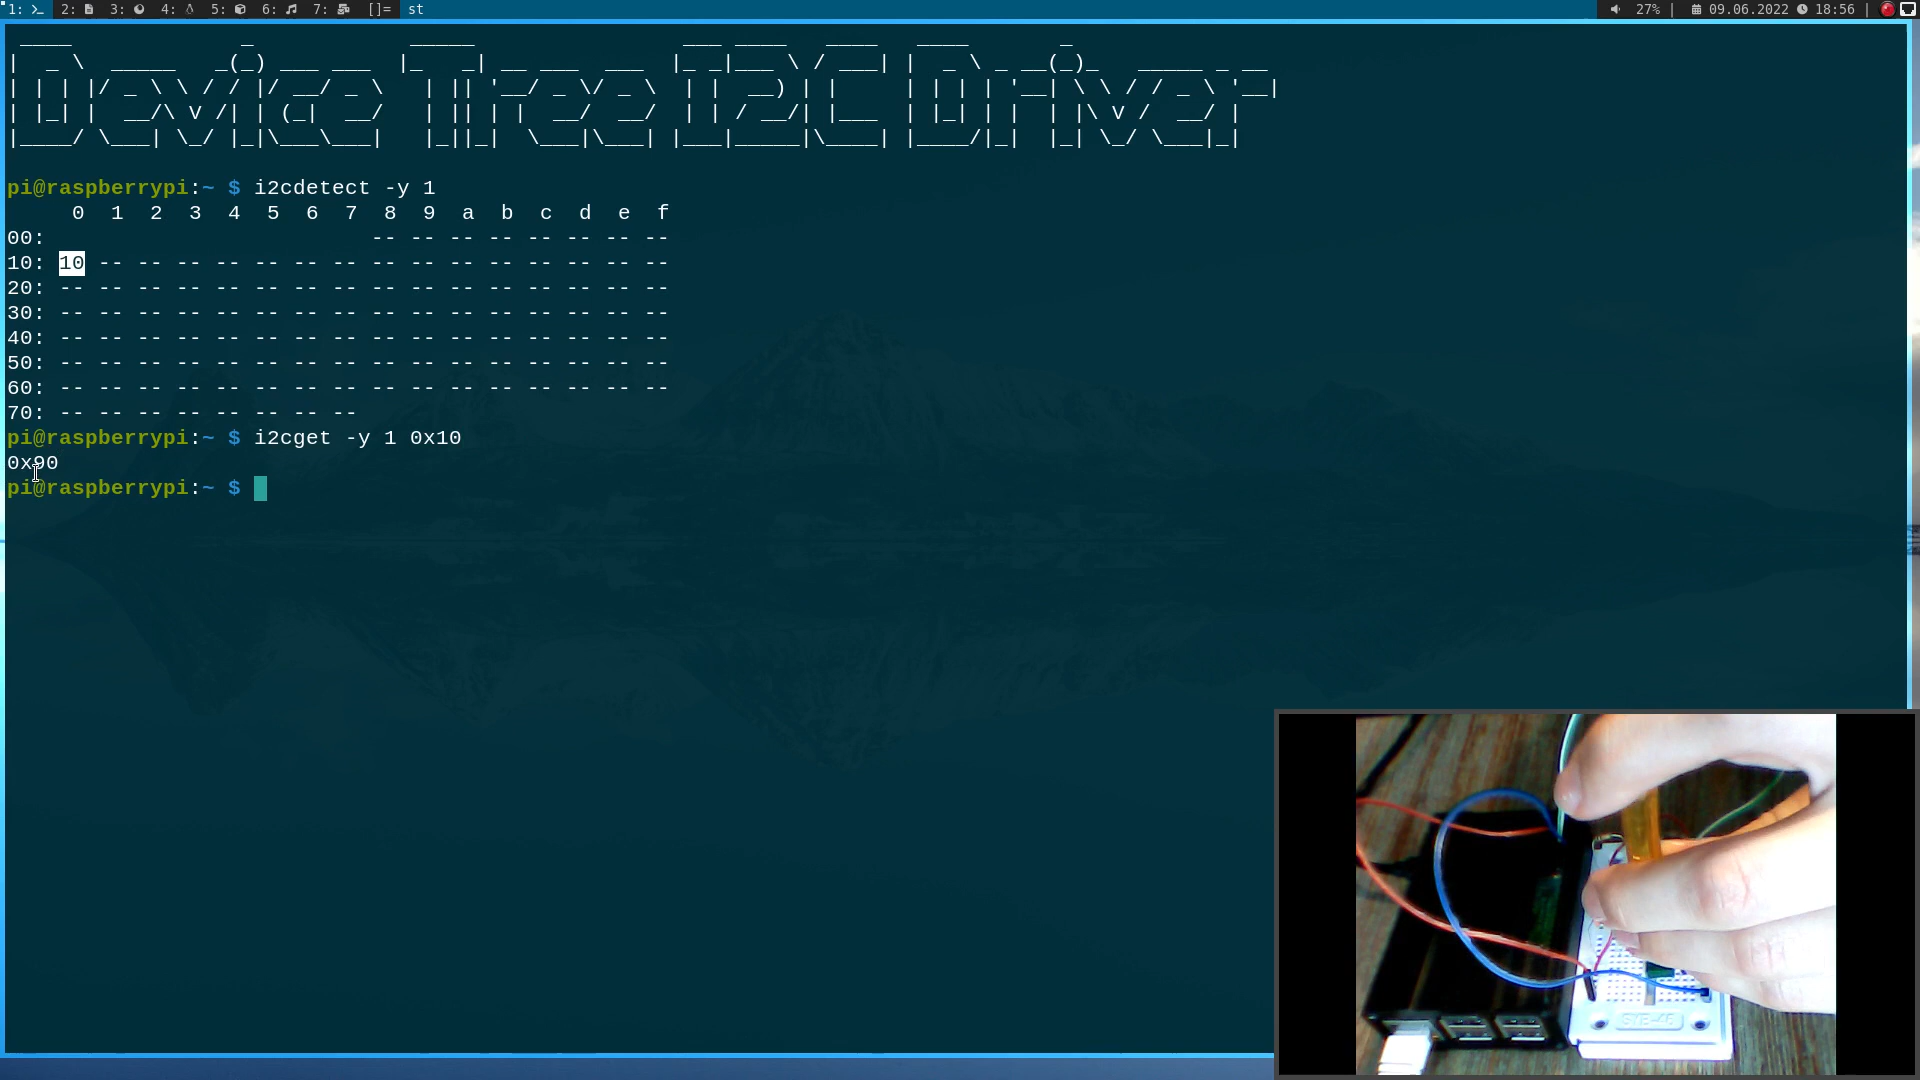 1: 2: 3: 4: 5: 6: 7: []= st 27% | 09.06.2022 18:56 |
Device Tree I2C Driver
pi@raspberrypi:~ $ i2cdetect -y 1
     0  1  2  3  4  5  6  7  8  9  a  b  c  d  e  f
00:                         -- -- -- -- -- -- -- --
10: 10 -- -- -- -- -- -- -- -- -- -- -- -- -- -- --
20: -- -- -- -- -- -- -- -- -- -- -- -- -- -- -- --
30: -- -- -- -- -- -- -- -- -- -- -- -- -- -- -- --
40: -- -- -- -- -- -- -- -- -- -- -- -- -- -- -- --
50: -- -- -- -- -- -- -- -- -- -- -- -- -- -- -- --
60: -- -- -- -- -- -- -- -- -- -- -- -- -- -- -- --
70: -- -- -- -- -- -- -- --
pi@raspberrypi:~ $ i2cget -y 1 0x10
0x90
pi@raspberrypi:~ $